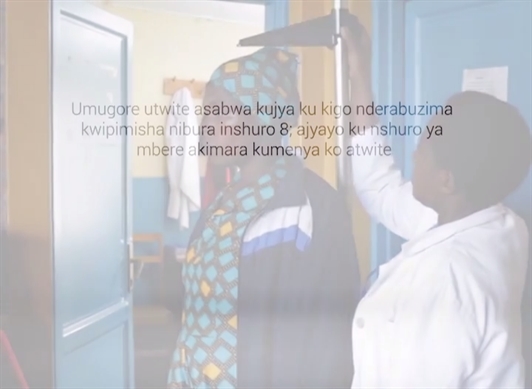 Umugore utwite asabwa kujya ku kigo nderabuzima
kwipimisha nibura inshuro 8; ajyayo ku nshuro ya
mbere akimara kumenya ko atwite